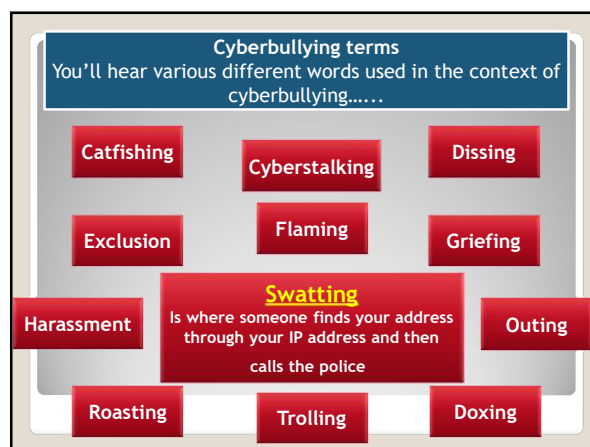 Cyberbullying terms
You’ll hear various different words used in the context of
cyberbullying…...
Catfishing
Cyberstalking
Dissing
Exclusion
Flaming
Griefing
Harassment
Swatting
Is where someone finds your address
through your IP address and then
calls the police
Outing
Roasting
Trolling
Doxing